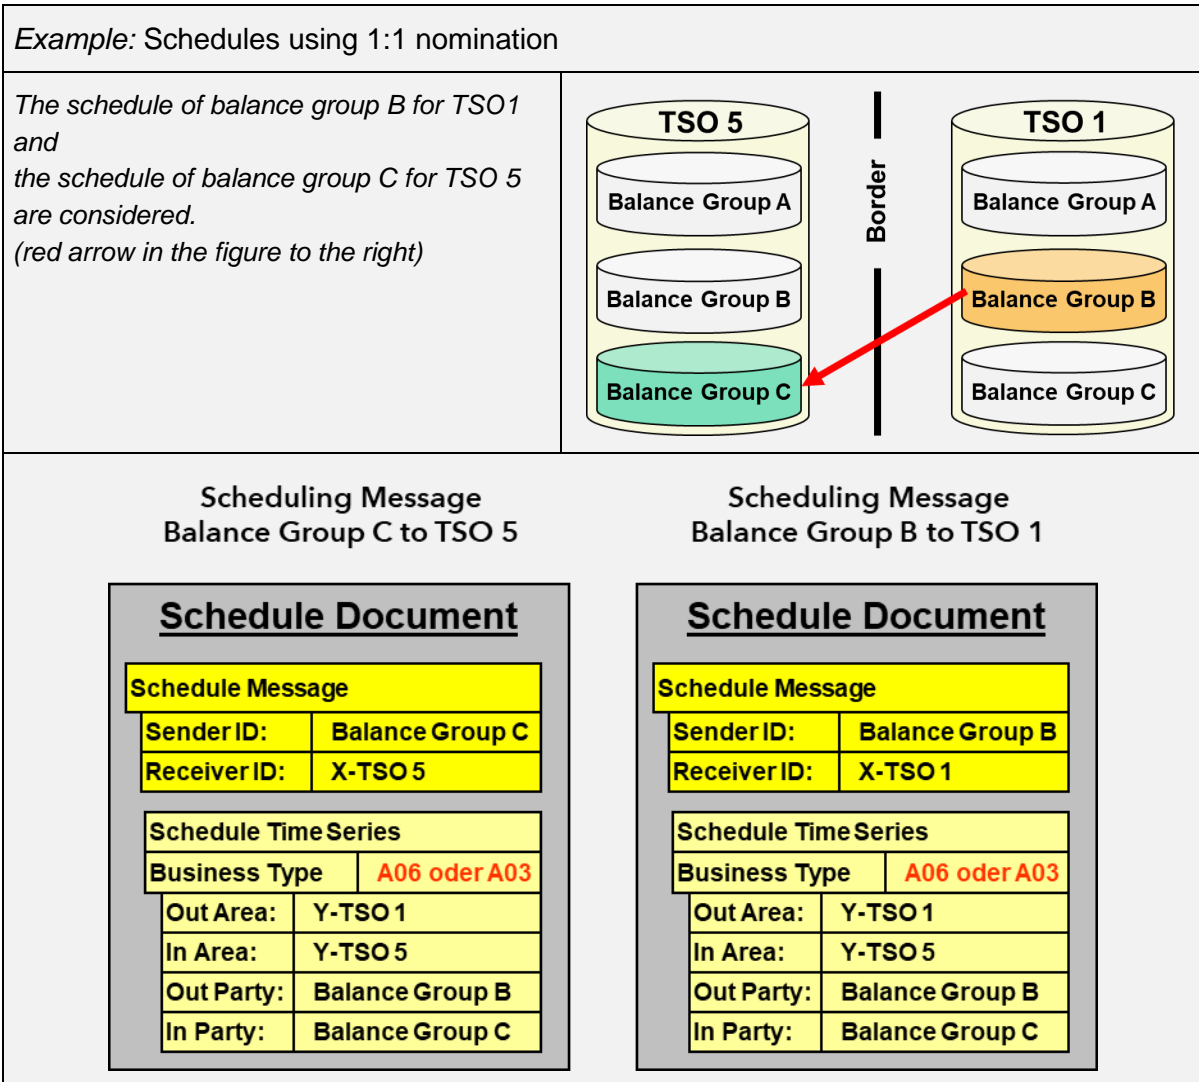 Example: Schedules using 1:1 nomination
The schedule of balance group B for TSO1
and
the schedule of balance group C for TSO 5
are considered.
(red arrow in the figure to the right)
TSO 5
Balance Group A
Balance Group B
Balance Group C
Border
TSO 1
Balance Group A
Balance Group B
Balance Group C
Scheduling Message
Balance Group C to TSO 5
Schedule Document
Schedule Message
Sender ID: Balance Group C
Receiver ID: X-TSO 5
Schedule Time Series
Business Type A06 oder A03
Out Area: Y-TSO 1
In Area: Y-TSO 5
Out Party: Balance Group B
In Party: Balance Group C
Scheduling Message
Balance Group B to TSO 1
Schedule Document
Schedule Message
Sender ID: Balance Group B
Receiver ID: X-TSO 1
Schedule Time Series
Business Type A06 oder A03
Out Area: Y-TSO 1
In Area: Y-TSO 5
Out Party: Balance Group B
In Party: Balance Group C